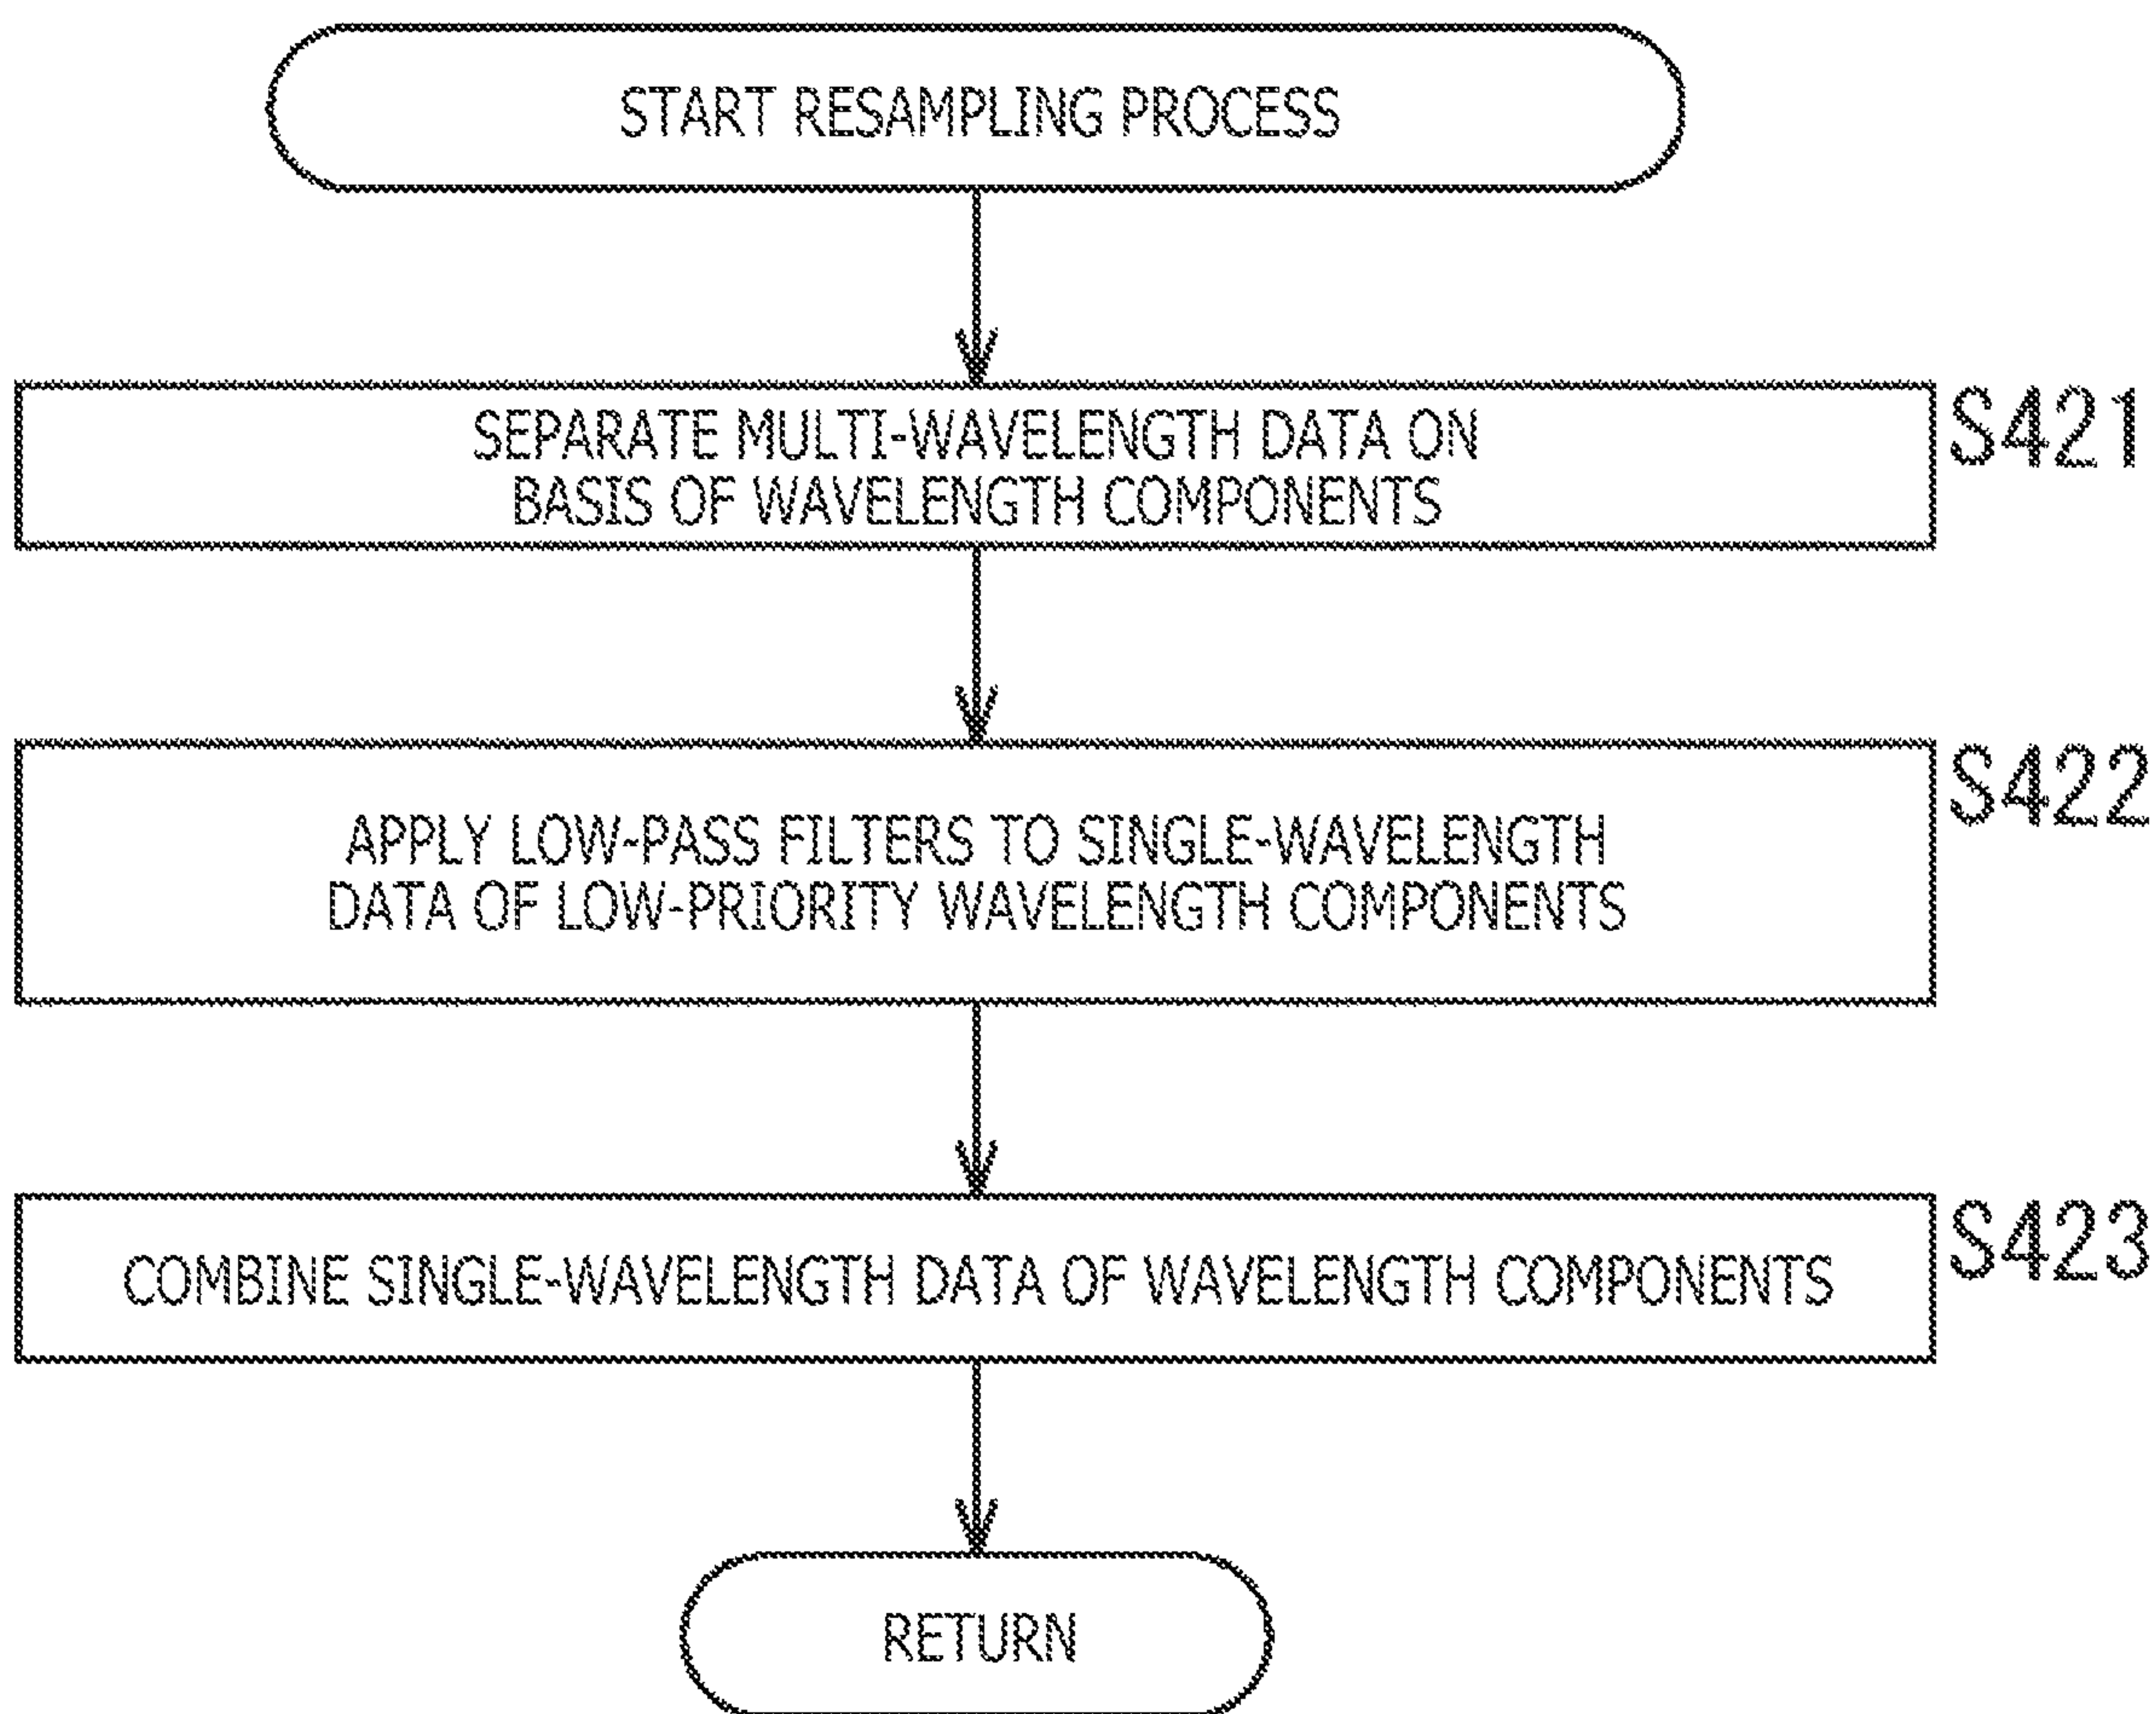 START RESAMPLING PROCESS
SEPARATE MULTI-WAVELENGTH DATA ON
BASIS OF WAVELENGTH COMPONENTS
S421
APPLY LOW-PASS FILTERS TO SINGLE-WAVELENGTH
DATA OF LOW-PRIORITY WAVELENGTH COMPONENTS
S422
COMBINE SINGLE-WAVELENGTH DATA OF WAVELENGTH COMPONENTS
S423
RETURN